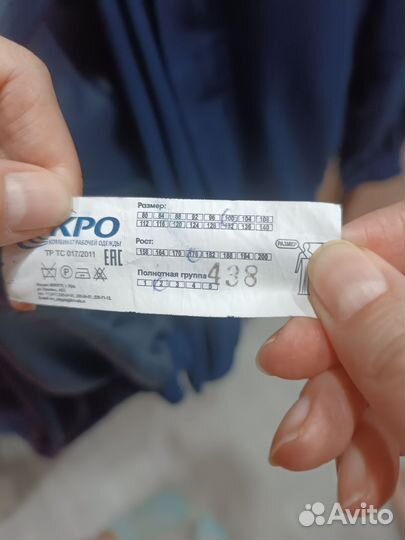 КРО
КОМБИНАТ РАБОЧЕЙ ОДЕЖДЫ
ТР ТС 017/2011 EAC
Размер:
80 84 88 92 96 100 104 108
112 116 120 124 128 132 136 140
Рост:
158 164 170 176 182 188 194 200
Полнотная группа
438
1 2 3 4 5
РАЗМЕР
Avito